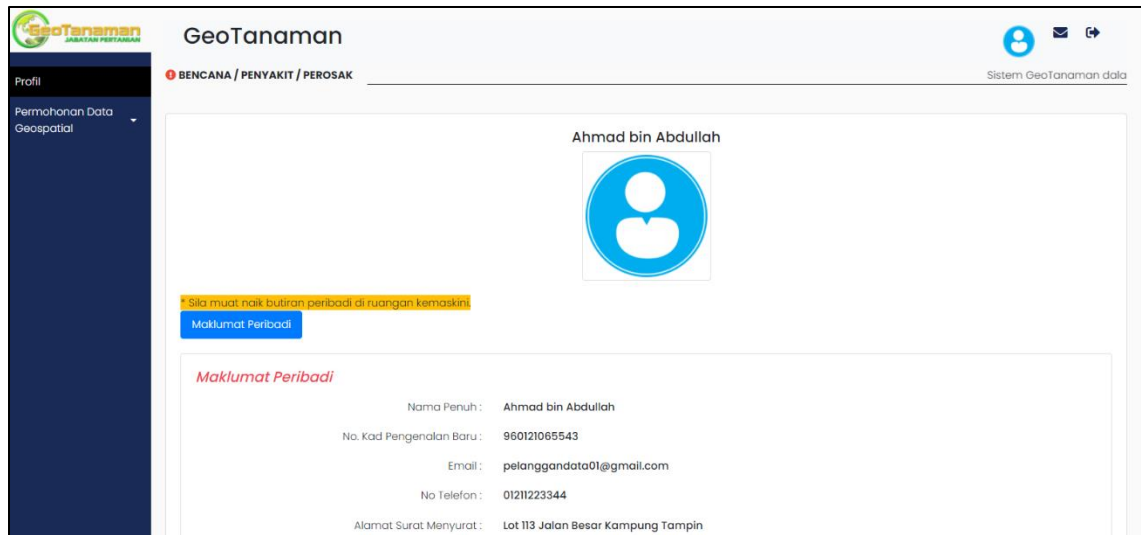 GeoTanaman
JABATAN PERTANIAN
GeoTanaman
BENCANA / PENYAKIT / PEROSAK
Sistem GeoTanaman dala
Profil
Permohonan Data
Geospatial
Ahmad bin Abdullah
* Sila muat naik butiran peribadi di ruangan kemaskini.
Maklumat Peribadi
Maklumat Peribadi
Nama Penuh : Ahmad bin Abdullah
No. Kad Pengenalan Baru : 960121065543
Email : pelanggandata01@gmail.com
No Telefon : 01211223344
Alamat Surat Menyurat : Lot 113 Jalan Besar Kampung Tampin